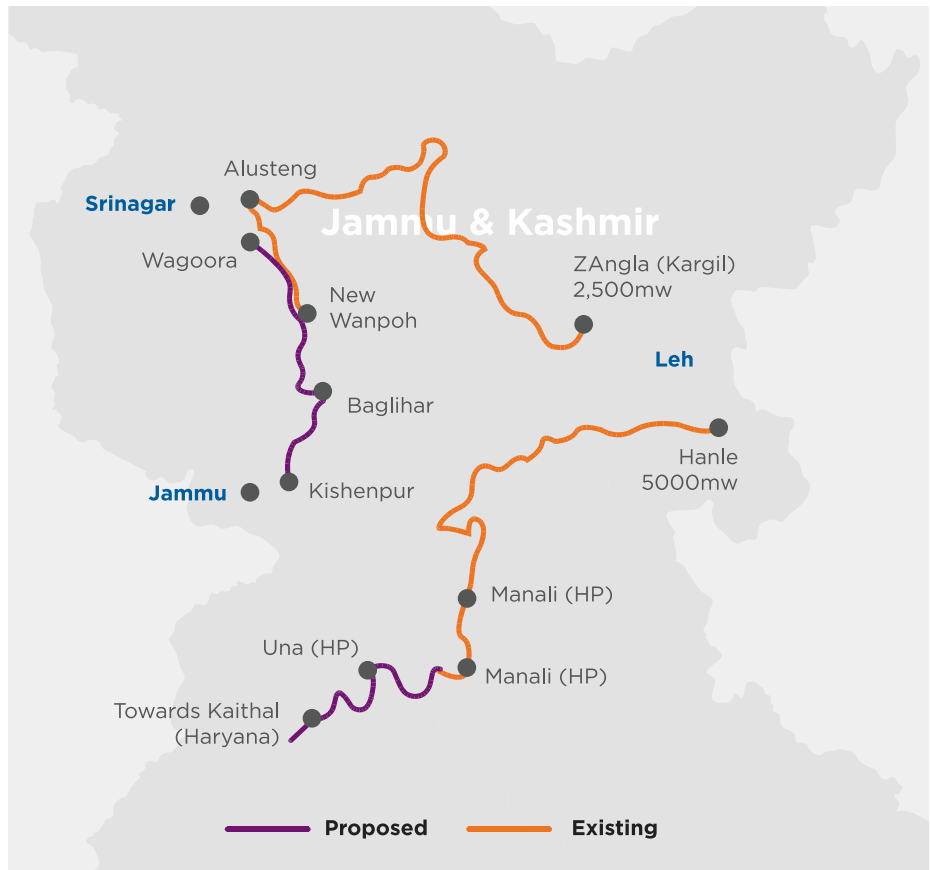 Alusteng
Srinagar
Jammu & Kashmir
Wagoora
ZAngla (Kargil)
2,500mw
New
Wanpoh
Leh
Baglihar
Hanle
5000mw
Jammu
Kishenpur
Manali (HP)
Una (HP)
Manali (HP)
Towards Kaithal
(Haryana)
Proposed
Existing